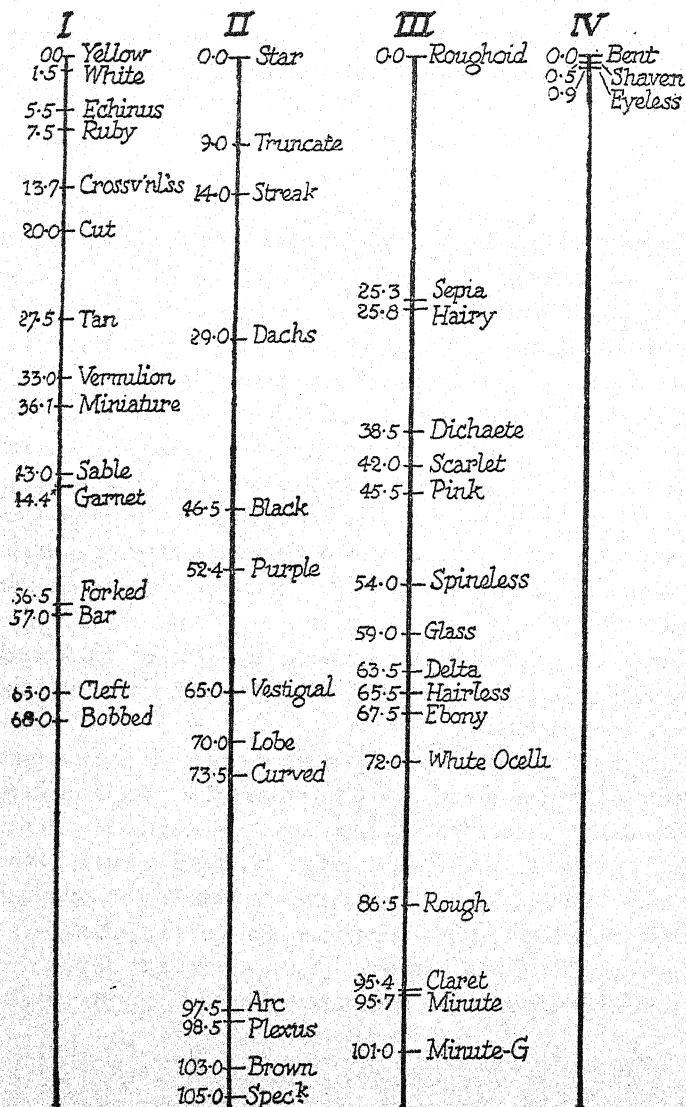 I
00 Yellow
1.5 White
5.5 Echinus
7.5 Ruby
13.7 Crossv'nl'ss
20.0 Cut
27.5 Tan
33.0 Vermilion
36.1 Miniature
43.0 Sable
44.4 Garnet
56.5 Forked
57.0 Bar
63.0 Cleft
68.0 Bobbed
II
0.0 Star
9.0 Truncate
14.0 Streak
29.0 Dachs
46.5 Black
52.4 Purple
65.0 Vestigial
70.0 Lobe
73.5 Curved
97.5 Arc
98.5 Plexus
103.0 Brown
105.0 Speck
III
0.0 Roughoid
25.3 Sepia
25.8 Hairy
38.5 Dichaete
42.0 Scarlet
45.5 Pink
54.0 Spineless
59.0 Glass
63.5 Delta
65.5 Hairless
67.5 Ebony
72.0 White Ocelli
86.5 Rough
95.4 Claret
95.7 Minute
101.0 Minute-G
IV
0.0 Bent
0.5 Shaven
0.9 Eyeless